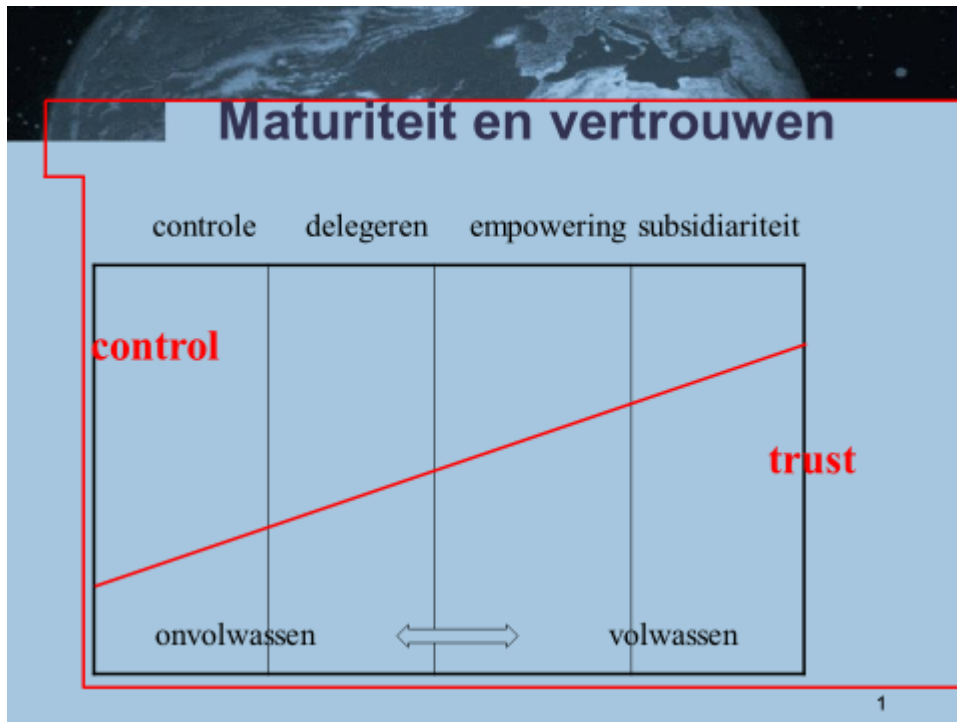 Maturiteit en vertrouwen
controle delegeren empowering subsidiariteit
control
trust
onvolwassen volwassen
1